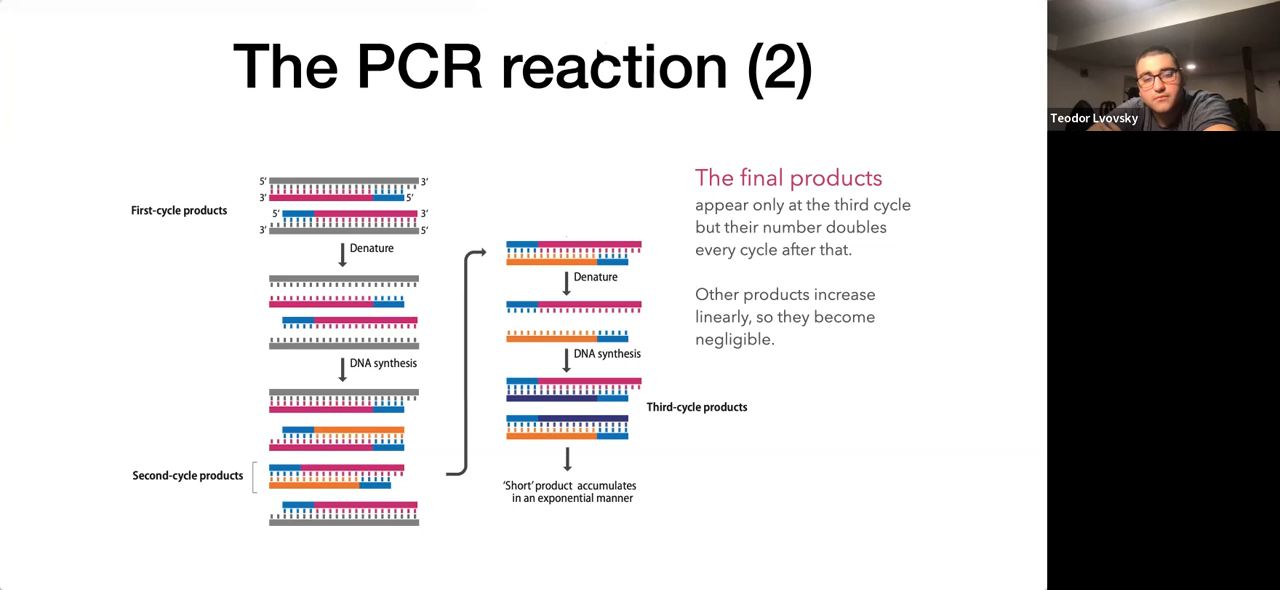 The PCR reaction (2)
Teodor Lvovsky
5’
3’
3’
5’
First-cycle products
5’
3’
3’
5’
Denature
DNA synthesis
Second-cycle products
Denature
DNA synthesis
Third-cycle products
‘Short’ product accumulates
in an exponential manner
The final products
appear only at the third cycle
but their number doubles
every cycle after that.
Other products increase
linearly, so they become
negligible.